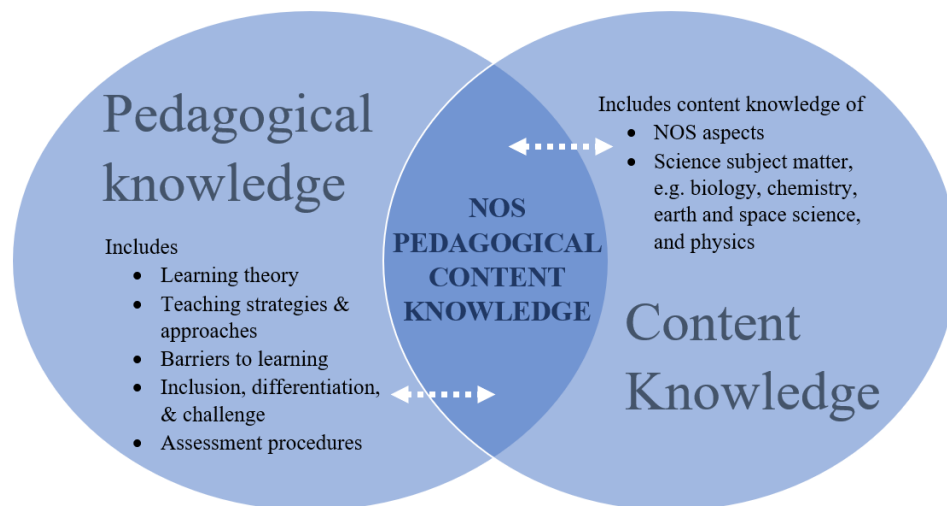 Pedagogical
knowledge
Includes
• Learning theory
• Teaching strategies &
approaches
• Barriers to learning
• Inclusion, differentiation,
& challenge
• Assessment procedures
NOS
PEDAGOGICAL
CONTENT
KNOWLEDGE
Includes content knowledge of
• NOS aspects
• Science subject matter,
e.g. biology, chemistry,
earth and space science,
and physics
Content
Knowledge